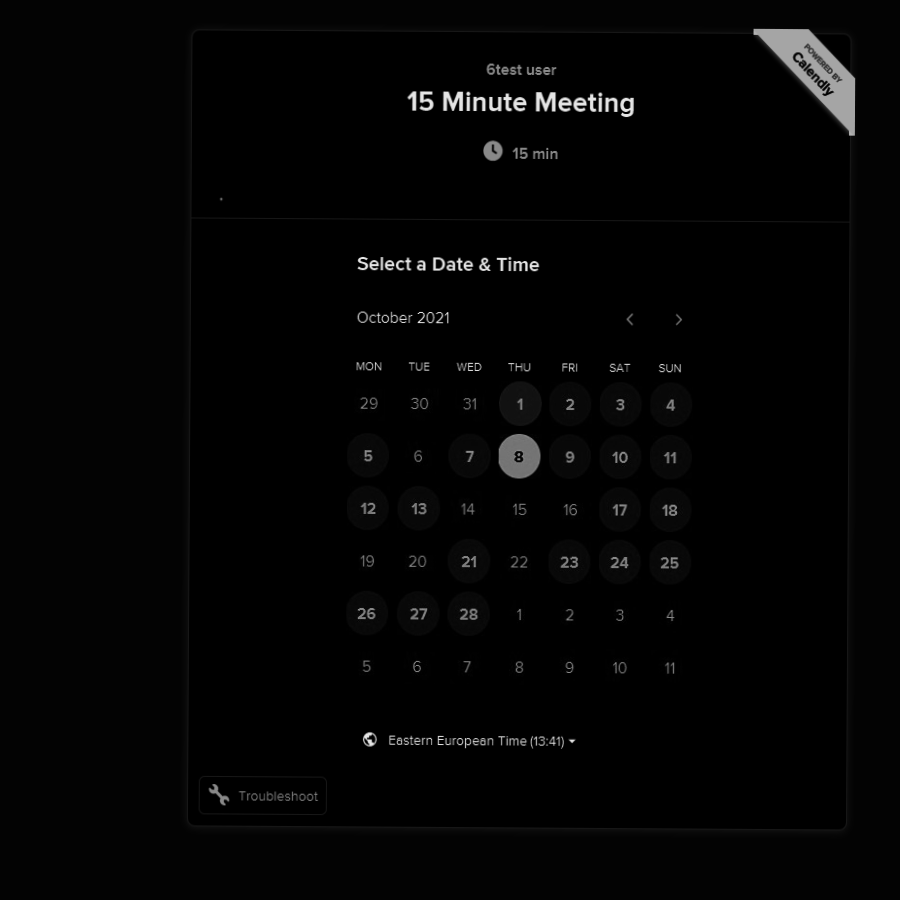 POWERED BY
Calendly
6test user
15 Minute Meeting
15 min
Select a Date & Time
October 2021
MON TUE WED THU FRI SAT SUN
29 30 31 1 2 3 4
5 6 7 8 9 10 11
12 13 14 15 16 17 18
19 20 21 22 23 24 25
26 27 28 1 2 3 4
5 6 7 8 9 10 11
Eastern European Time (13:41)
Troubleshoot